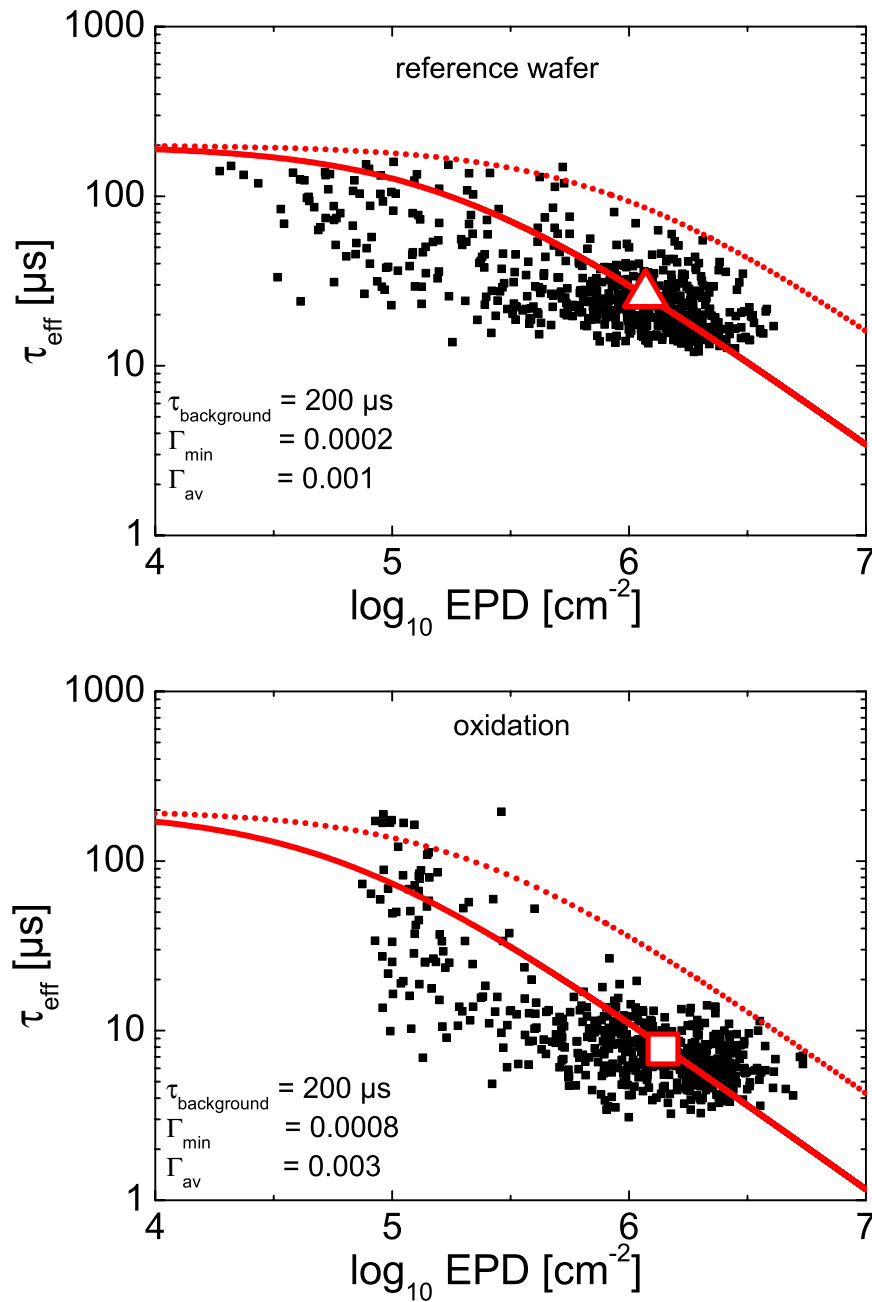 1000
reference wafer
100
τeff [µs]
10
τbackground = 200 µs
Γmin = 0.0002
Γav = 0.001
1
4 5 6 7
log10 EPD [cm-2]
1000
oxidation
100
τeff [µs]
10
τbackground = 200 µs
Γmin = 0.0008
Γav = 0.003
1
4 5 6 7
log10 EPD [cm-2]